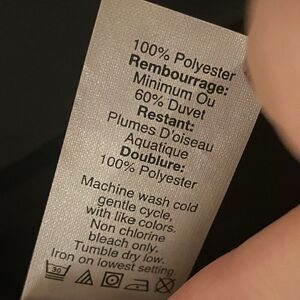 100% Polyester
Rembourrage:
Minimum Ou
60% Duvet
Restant:
Plumes D'oiseau
Aquatique
Doublure:
100% Polyester
Machine wash cold
gentle cycle,
with like colors.
Non chlorine
bleach only.
Tumble dry low.
Iron on lowest setting.
30